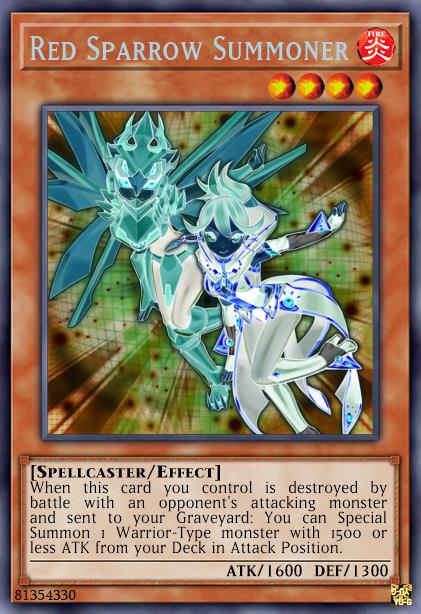 Red Sparrow Summoner
FIRE
炎
[Spellcaster/Effect]
When this card you control is destroyed by
battle with an opponent's attacking monster
and sent to your Graveyard: You can Special
Summon 1 Warrior-Type monster with 1500 or
less ATK from your Deck in Attack Position.
ATK/1600 DEF/1300
81354330